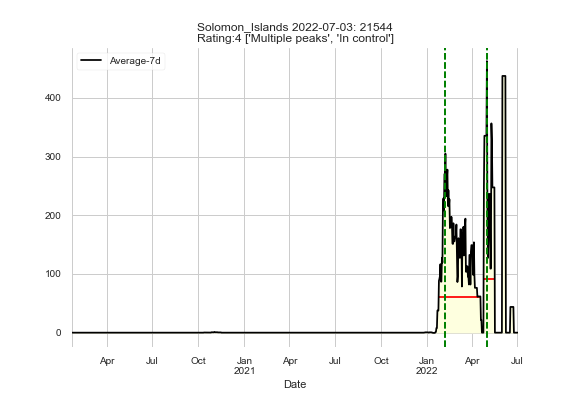 Solomon_Islands 2022-07-03: 21544
Rating:4 ['Multiple peaks', 'In control']
Average-7d
400
300
200
100
0
Apr Jul Oct Jan Apr Jul Oct Jan Apr Jul
2021 2022
Date